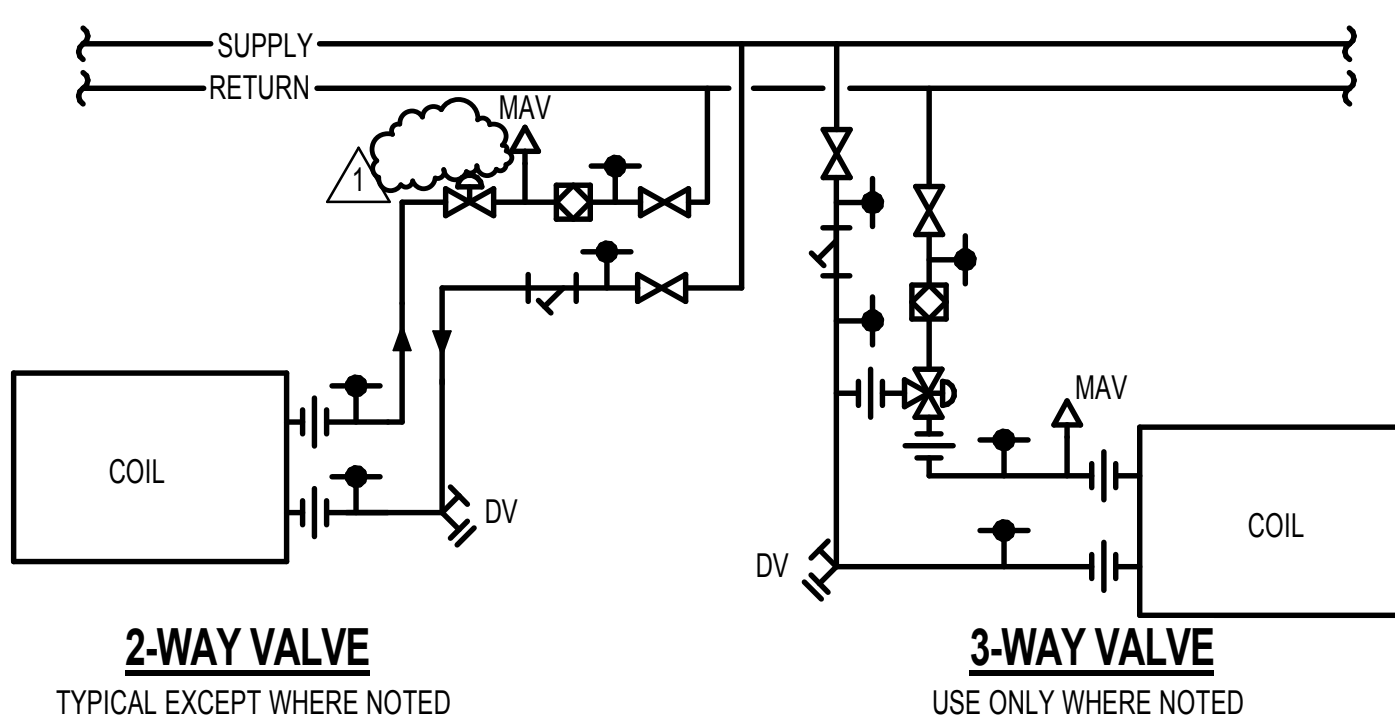 SUPPLY
RETURN
MAV
1
MAV
COIL
DV
COIL
DV
2-WAY VALVE
TYPICAL EXCEPT WHERE NOTED
3-WAY VALVE
USE ONLY WHERE NOTED